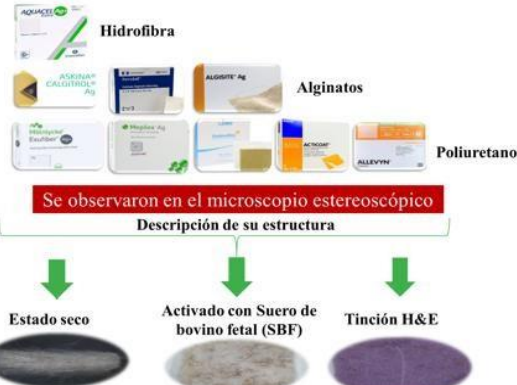 AQUACEL Ag
Hidrofibra
ASKINA®
CALGITROL®
Ag
ALGISITE® Ag
Alginatos
Exufiber
Mepilex Ag
ACTICOAT
ALLEVYN
Poliuretano
Se observaron en el microscopio estereoscópico
Descripción de su estructura
Estado seco
Activado con Suero de
bovino fetal (SBF)
Tinción H&E